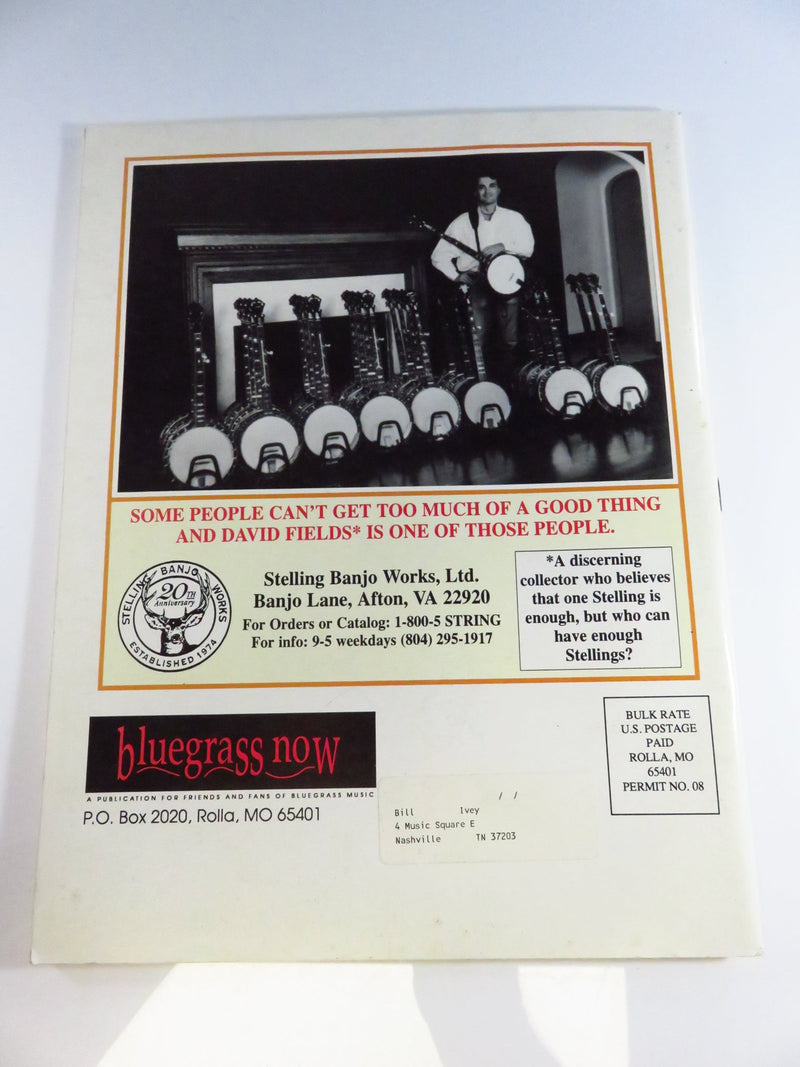 SOME PEOPLE CAN'T GET TOO MUCH OF A GOOD THING
AND DAVID FIELDS* IS ONE OF THOSE PEOPLE.
STELLING BANJO WORKS
20TH
Anniversary
ESTABLISHED 1974
Stelling Banjo Works, Ltd.
Banjo Lane, Afton, VA 22920
For Orders or Catalog: 1-800-5 STRING
For info: 9-5 weekdays (804) 295-1917
*A discerning
collector who believes
that one Stelling is
enough, but who can
have enough
Stellings?
bluegrass now
A PUBLICATION FOR FRIENDS AND FANS OF BLUEGRASS MUSIC
P.O. Box 2020, Rolla, MO 65401
/ /
Bill Ivey
4 Music Square E
Nashville TN 37203
BULK RATE
U.S. POSTAGE
PAID
ROLLA, MO
65401
PERMIT NO. 08